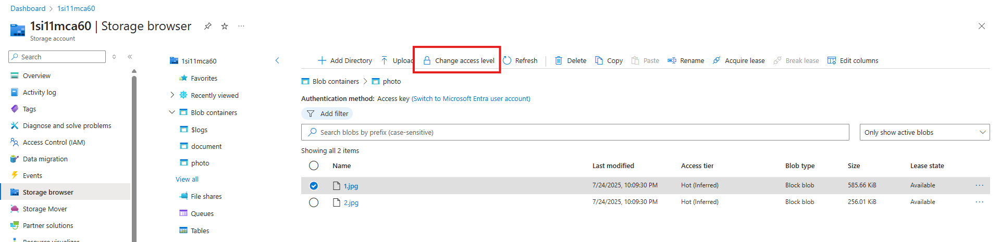 Dashboard > 1si11mca60
1si11mca60 | Storage browser
Storage account
Search
Overview
Activity log
Tags
Diagnose and solve problems
Access Control (IAM)
Data migration
Events
Storage browser
Storage Mover
Partner solutions
Resource visualizer
1si11mca60
Favorites
Recently viewed
Blob containers
$logs
document
photo
View all
File shares
Queues
Tables
Add Directory Upload Change access level Refresh Delete Copy Paste Rename Acquire lease Break lease Edit columns
Blob containers > photo
Authentication method: Access key (Switch to Microsoft Entra user account)
Add filter
Search blobs by prefix (case-sensitive) Only show active blobs
Showing all 2 items
Name Last modified Access tier Blob type Size Lease state
1.jpg 7/24/2025, 10:09:30 PM Hot (Inferred) Block blob 585.66 KiB Available ...
2.jpg 7/24/2025, 10:09:30 PM Hot (Inferred) Block blob 256.01 KiB Available ...